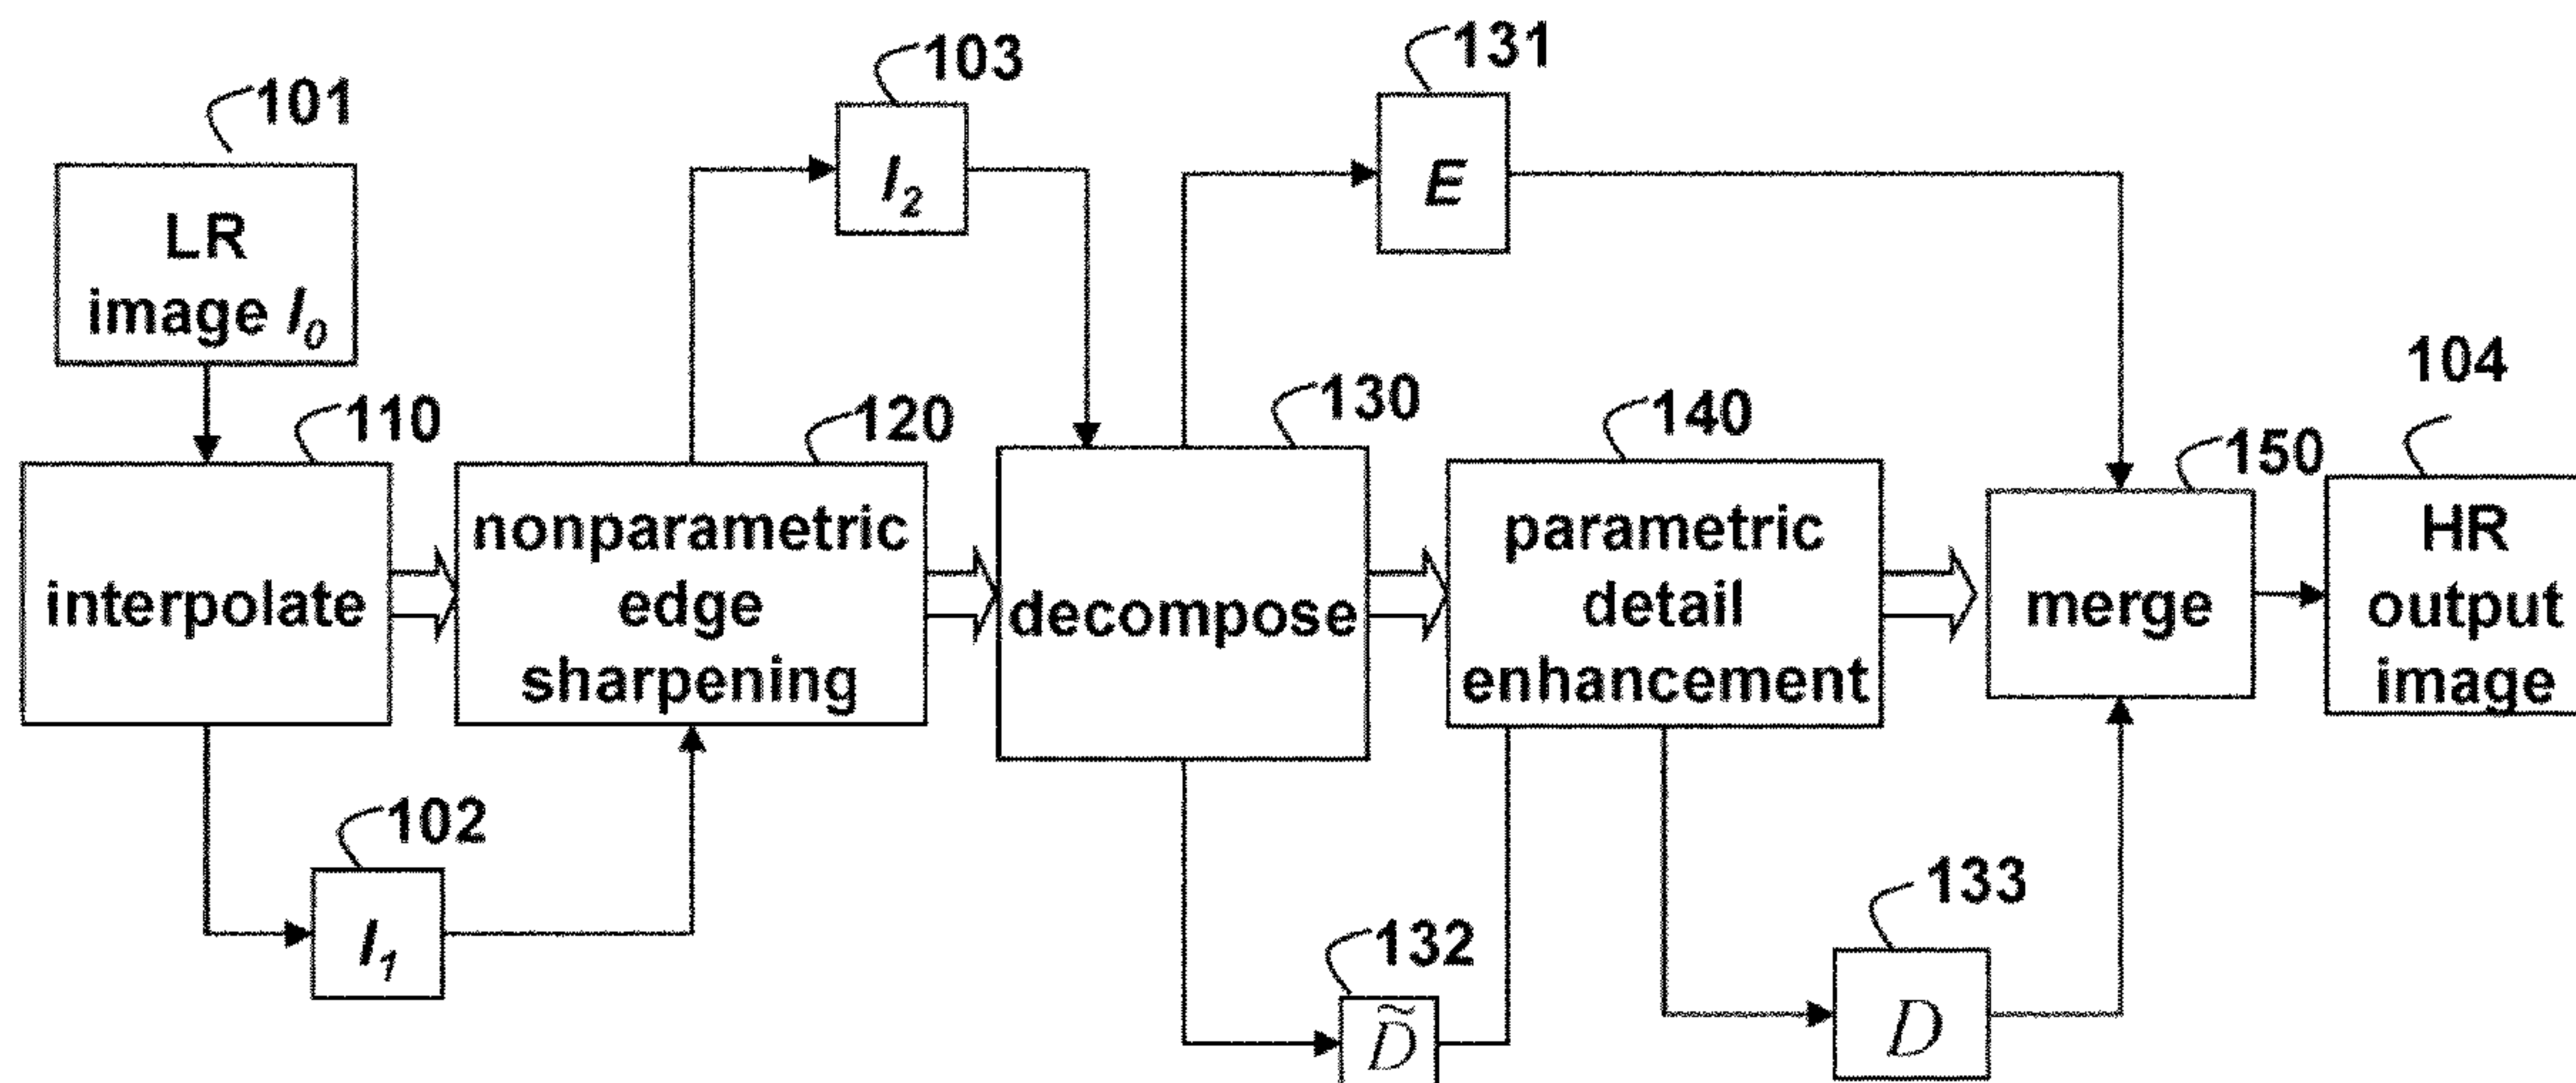 101
LR
image I₀
103
I₂
131
E
110
interpolate
120
nonparametric
edge
sharpening
130
decompose
140
parametric
detail
enhancement
150
merge
104
HR
output
image
102
I₁
132
D̃
133
D